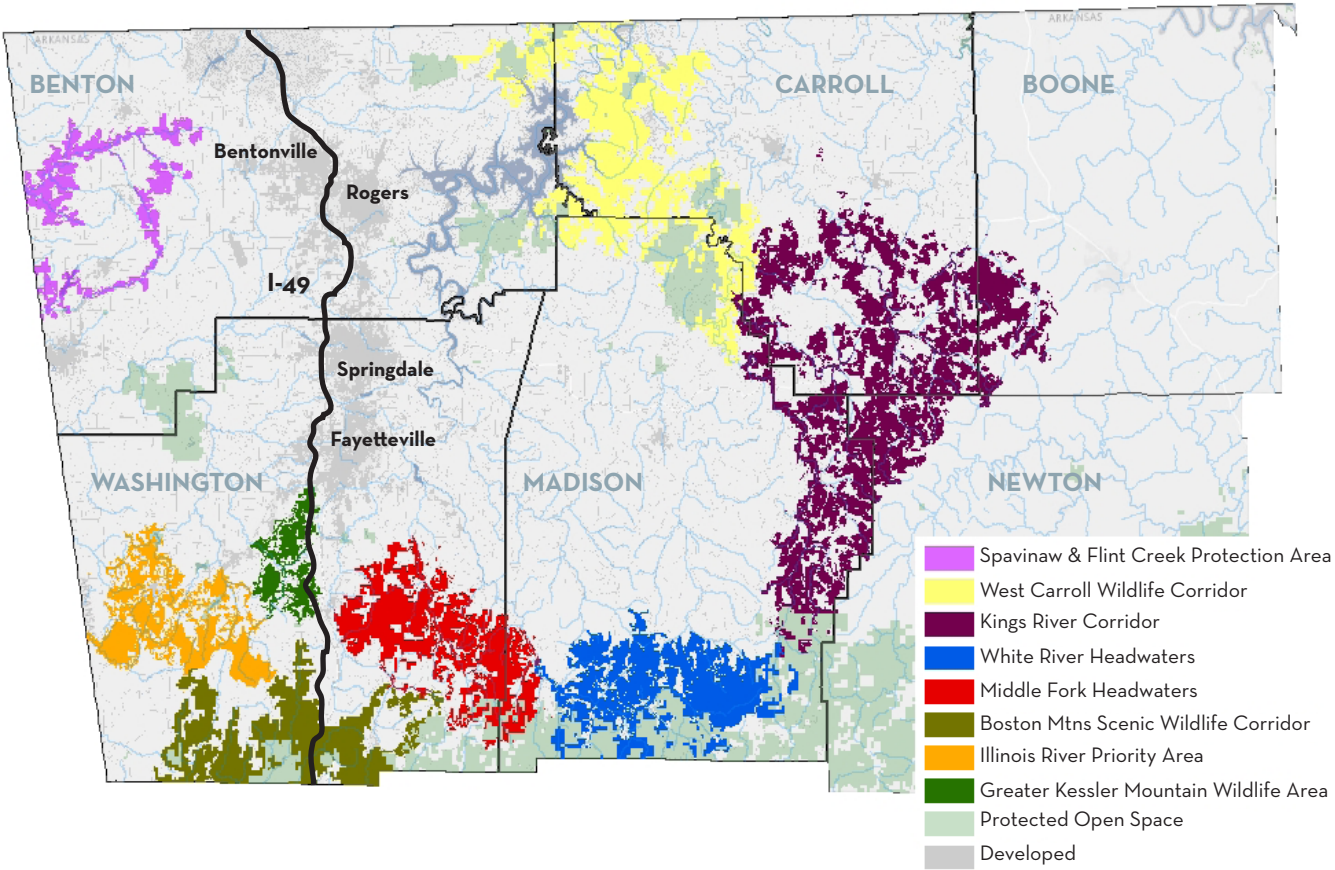 ARKANSAS
ARKANSAS
BENTON
CARROLL
BOONE
Bentonville
Rogers
I-49
Springdale
Fayetteville
WASHINGTON
MADISON
NEWTON
Spavinaw & Flint Creek Protection Area
West Carroll Wildlife Corridor
Kings River Corridor
White River Headwaters
Middle Fork Headwaters
Boston Mtns Scenic Wildlife Corridor
Illinois River Priority Area
Greater Kessler Mountain Wildlife Area
Protected Open Space
Developed